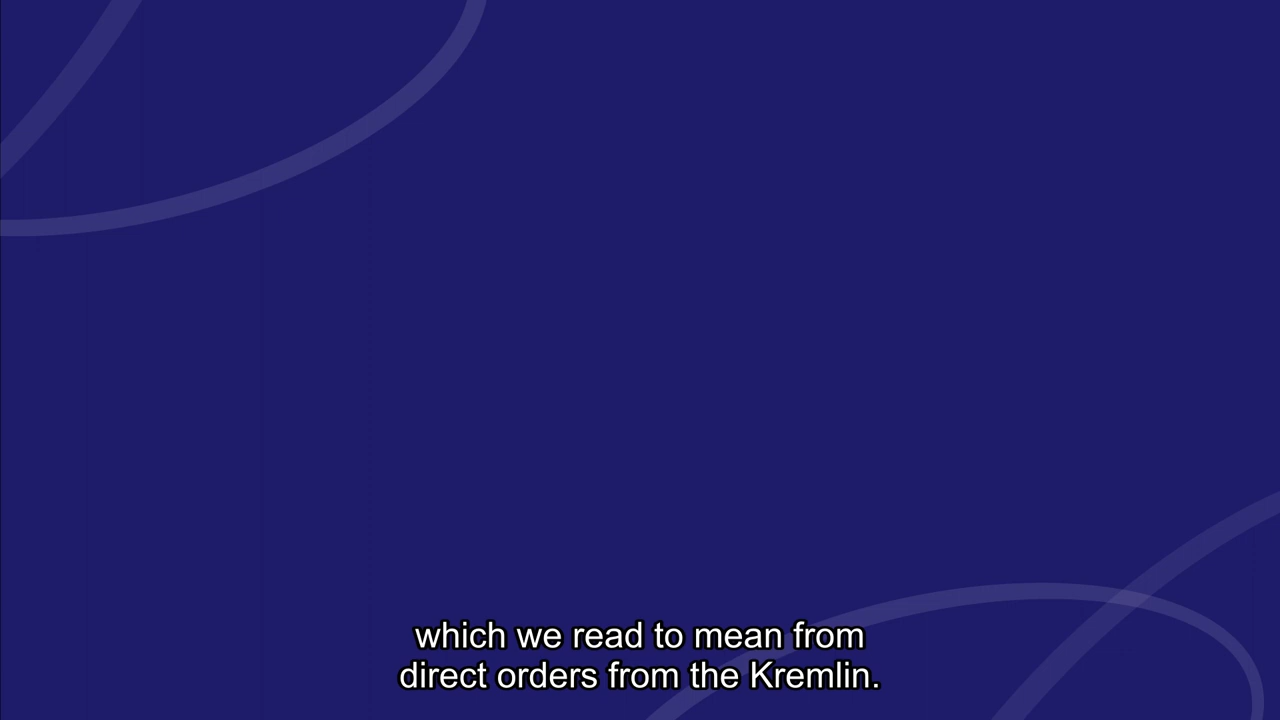 which we read to mean from
direct orders from the Kremlin.